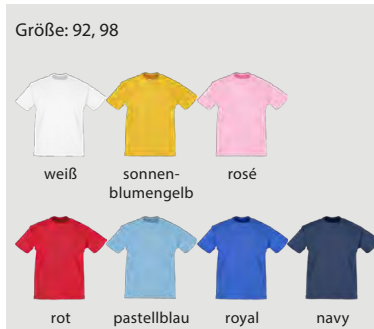 Größe: 92, 98
weiß
sonnen-
blumengelb
rosé
rot
pastellblau
royal
navy